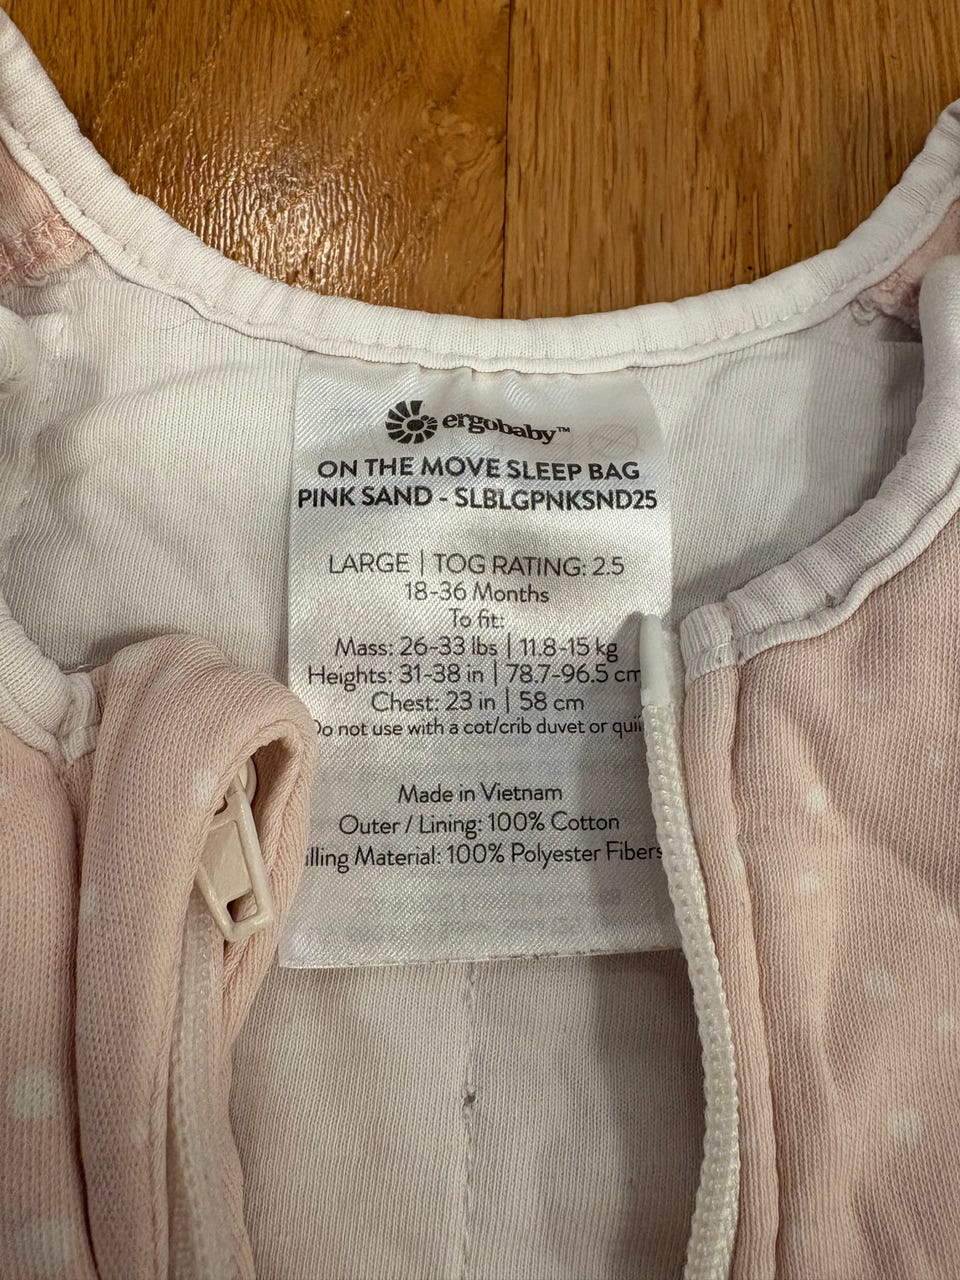 ergobaby™
ON THE MOVE SLEEP BAG
PINK SAND - SLBLGPNKSND25
LARGE | TOG RATING: 2.5
18-36 Months
To fit:
Mass: 26-33 lbs | 11.8-15 kg
Heights: 31-38 in | 78.7-96.5 cm
Chest: 23 in | 58 cm
Do not use with a cot/crib duvet or quil
Made in Vietnam
Outer / Lining: 100% Cotton
illing Material: 100% Polyester Fibers